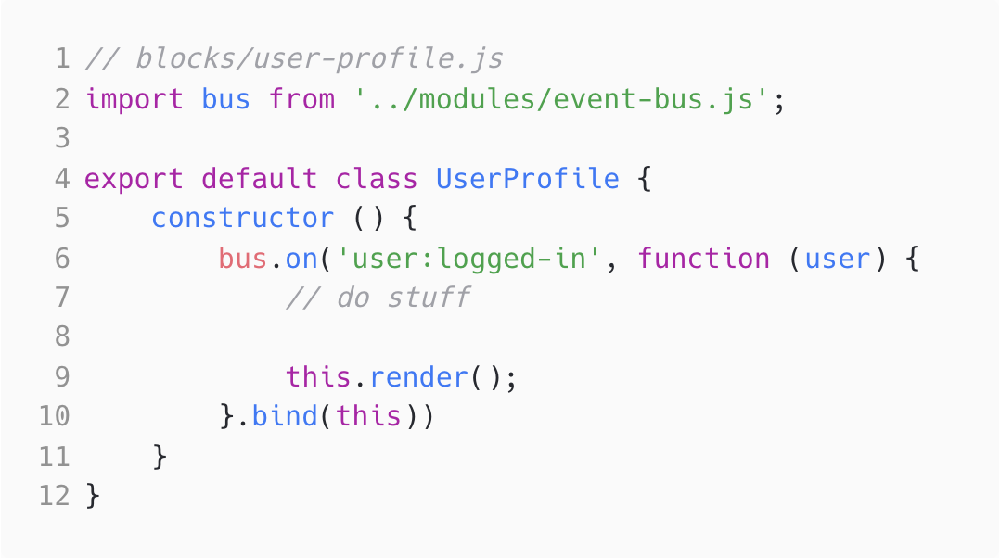 1 // blocks/user-profile.js
2 import bus from '../modules/event-bus.js';
3
4 export default class UserProfile {
5     constructor () {
6         bus.on('user:logged-in', function (user) {
7             // do stuff
8
9             this.render();
10         }.bind(this))
11     }
12 }